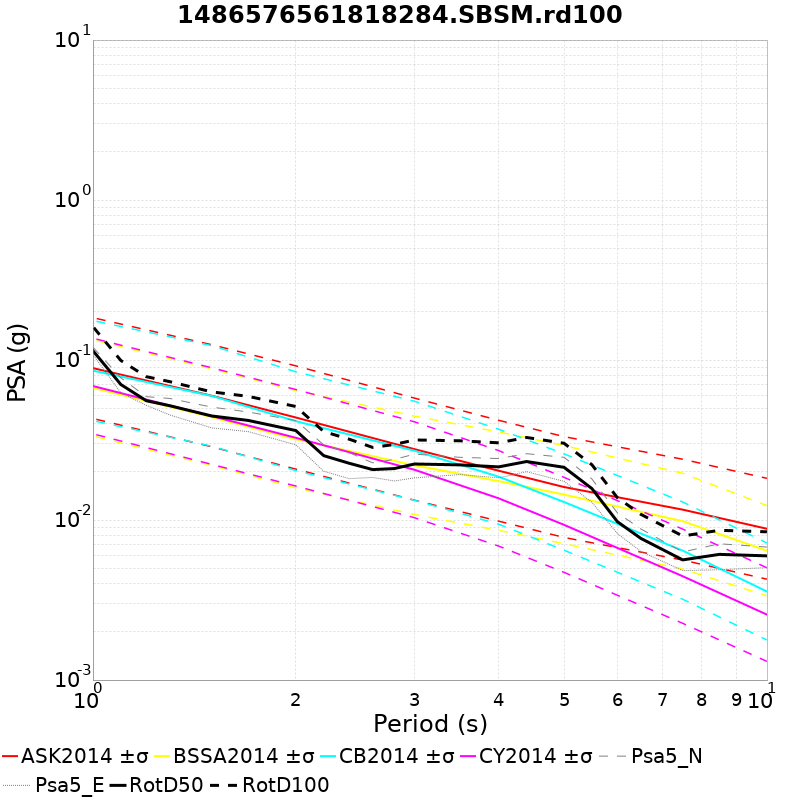 1486576561818284.SBSM.rd100
10^1
10^0
10^-1
10^-2
10^-3
PSA (g)
10^0 2 3 4 5 6 7 8 9 10^1
Period (s)
ASK2014 ±σ BSSA2014 ±σ CB2014 ±σ CY2014 ±σ Psa5_N
Psa5_E RotD50 RotD100